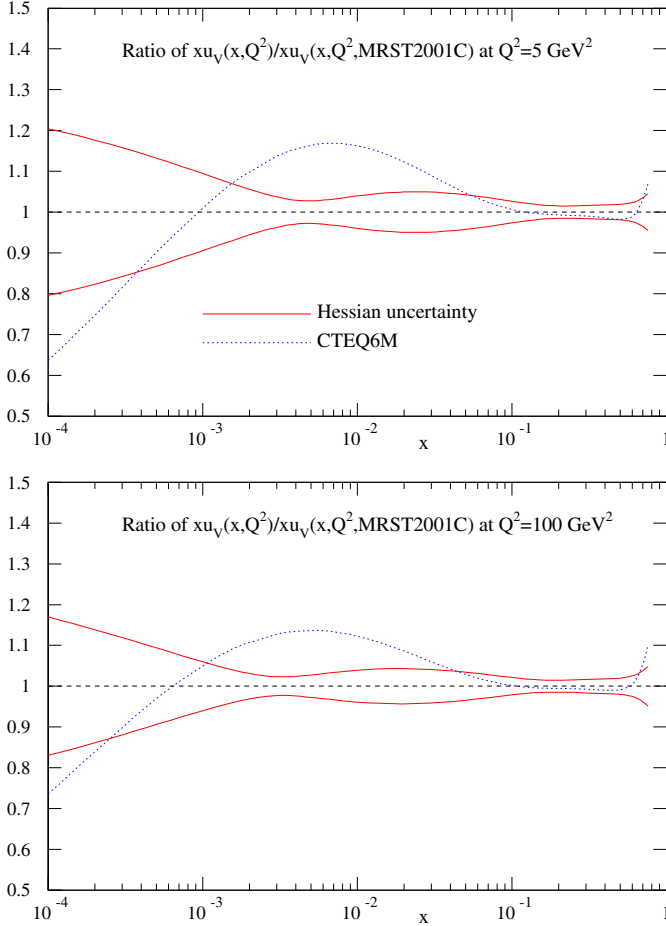 Ratio of xu_V(x,Q^2)/xu_V(x,Q^2,MRST2001C) at Q^2=5 GeV^2
1.5
1.4
1.3
1.2
1.1
1
0.9
0.8
0.7
0.6
0.5
Hessian uncertainty
CTEQ6M
10^-4 10^-3 10^-2 10^-1 1
x
Ratio of xu_V(x,Q^2)/xu_V(x,Q^2,MRST2001C) at Q^2=100 GeV^2
1.5
1.4
1.3
1.2
1.1
1
0.9
0.8
0.7
0.6
0.5
10^-4 10^-3 10^-2 10^-1 1
x